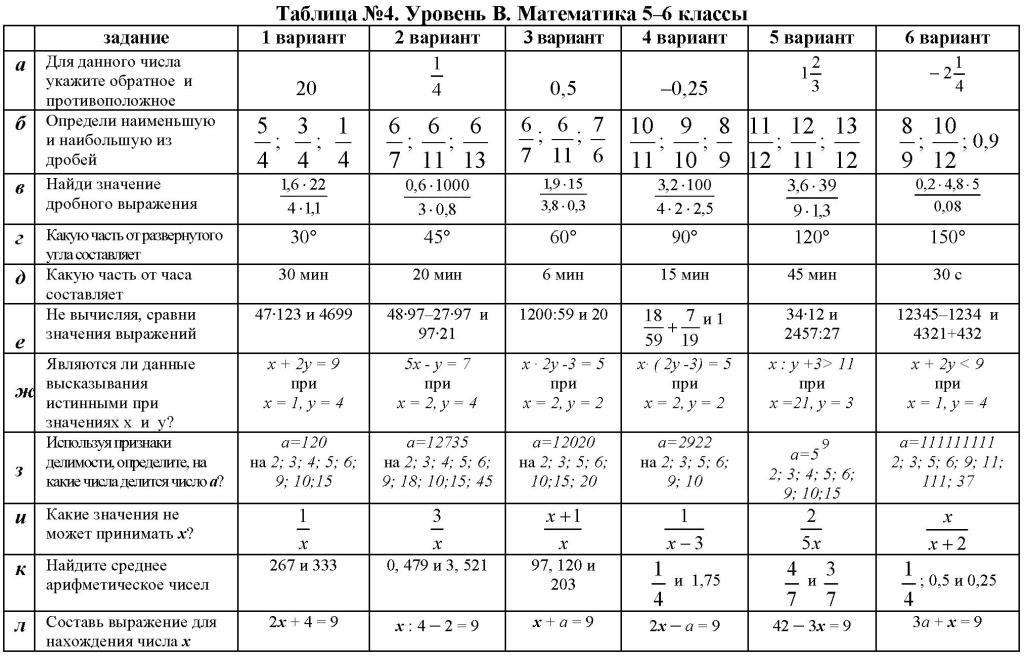 Таблица №4. Уровень В. Математика 5–6 классы
задание 1 вариант 2 вариант 3 вариант 4 вариант 5 вариант 6 вариант
а Для данного числа укажите обратное и противоположное 20 1/4 0,5 –0,25 1 2/3 – 2 1/4
б Определи наименьшую и наибольшую из дробей 5/4; 3/4; 1/4 6/7; 6/11; 6/13 6/7; 6/11; 7/6 10/11; 9/10; 8/9 11/12; 12/11; 13/12 8/9; 10/12; 0,9
в Найди значение дробного выражения 1,6·22/4·1,1 0,6·1000/3·0,8 1,9·15/3,8·0,3 3,2·100/4·2·2,5 3,6·39/9·1,3 0,2·4,8·5/0,08
г Какую часть от развернутого угла составляет 30° 45° 60° 90° 120° 150°
д Какую часть от часа составляет 30 мин 20 мин 6 мин 15 мин 45 мин 30 с
е Не вычисляя, сравни значения выражений 47·123 и 4699 48·97–27·97 и 97·21 1200:59 и 20 18/59 + 7/19 и 1 34·12 и 2457:27 12345–1234 и 4321+432
ж Являются ли данные высказывания истинными при значениях х и у? x + 2y = 9 при x = 1, y = 4 5x - y = 7 при x = 2, y = 4 x · 2y -3 = 5 при x = 2, y = 2 x· ( 2y -3) = 5 при x = 2, y = 2 x : y +3> 11 при x =21, y = 3 x + 2y < 9 при x = 1, y = 4
з Используя признаки делимости, определите, на какие числа делится число а? a=120 на 2; 3; 4; 5; 6; 9; 10;15 a=12735 на 2; 3; 4; 5; 6; 9; 18; 10;15; 45 a=12020 на 2; 3; 5; 6; 10;15; 20 a=2922 на 2; 3; 5; 6; 9; 10 a=5⁹ 2; 3; 4; 5; 6; 9; 10;15 a=111111111 2; 3; 5; 6; 9; 11; 111; 37
и Какие значения не может принимать x? 1/x 3/x x+1/x 1/x−3 2/5x x/x+2
к Найдите среднее арифметическое чисел 267 и 333 0, 479 и 3, 521 97, 120 и 203 1/4 и 1,75 4/7 и 3/7 1/4; 0,5 и 0,25
л Составь выражение для нахождения числа x 2x + 4 = 9 x : 4 – 2 = 9 x + a = 9 2x – a = 9 42 – 3x = 9 3a + x = 9